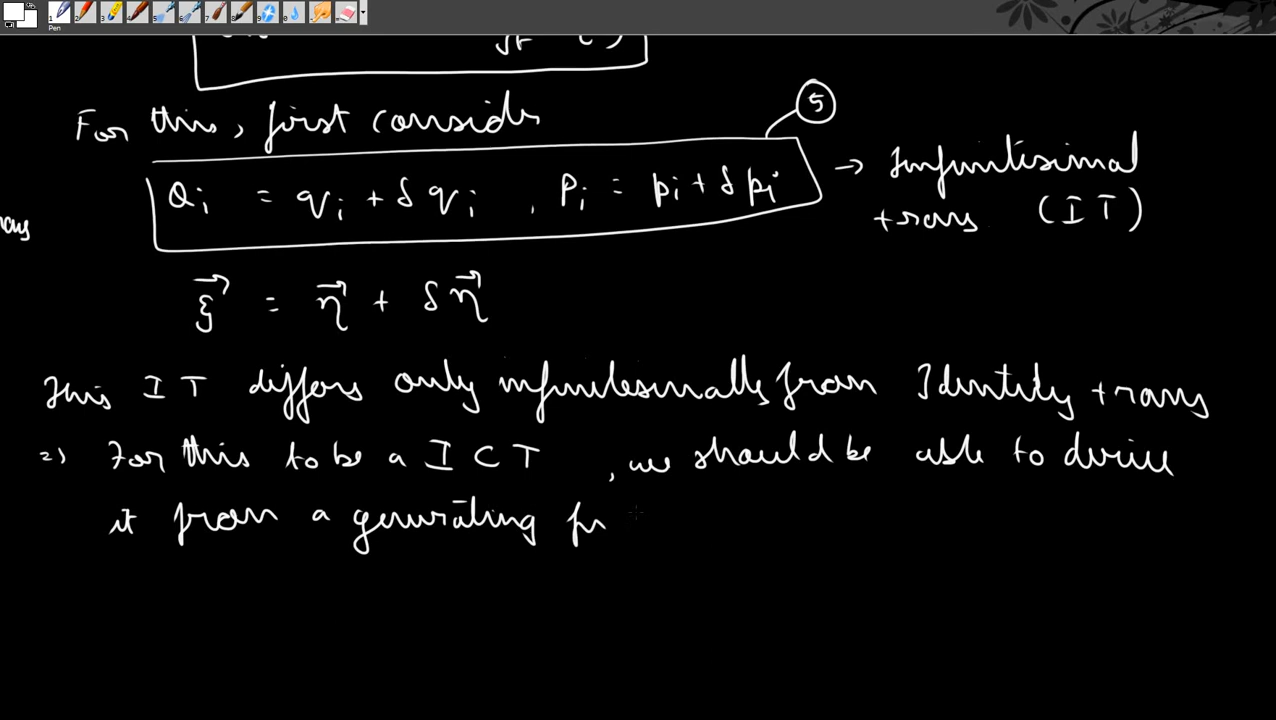 Pen
For this, first consider
5
Qi = qi + δqi , Pi = pi + δpi → Infinitesimal
trans (IT)
ξ⃗ = η⃗ + δη⃗
This IT differs only infinitesimally from Identity trans
=> For this to be a ICT , we should be able to derive
it from a generating fn